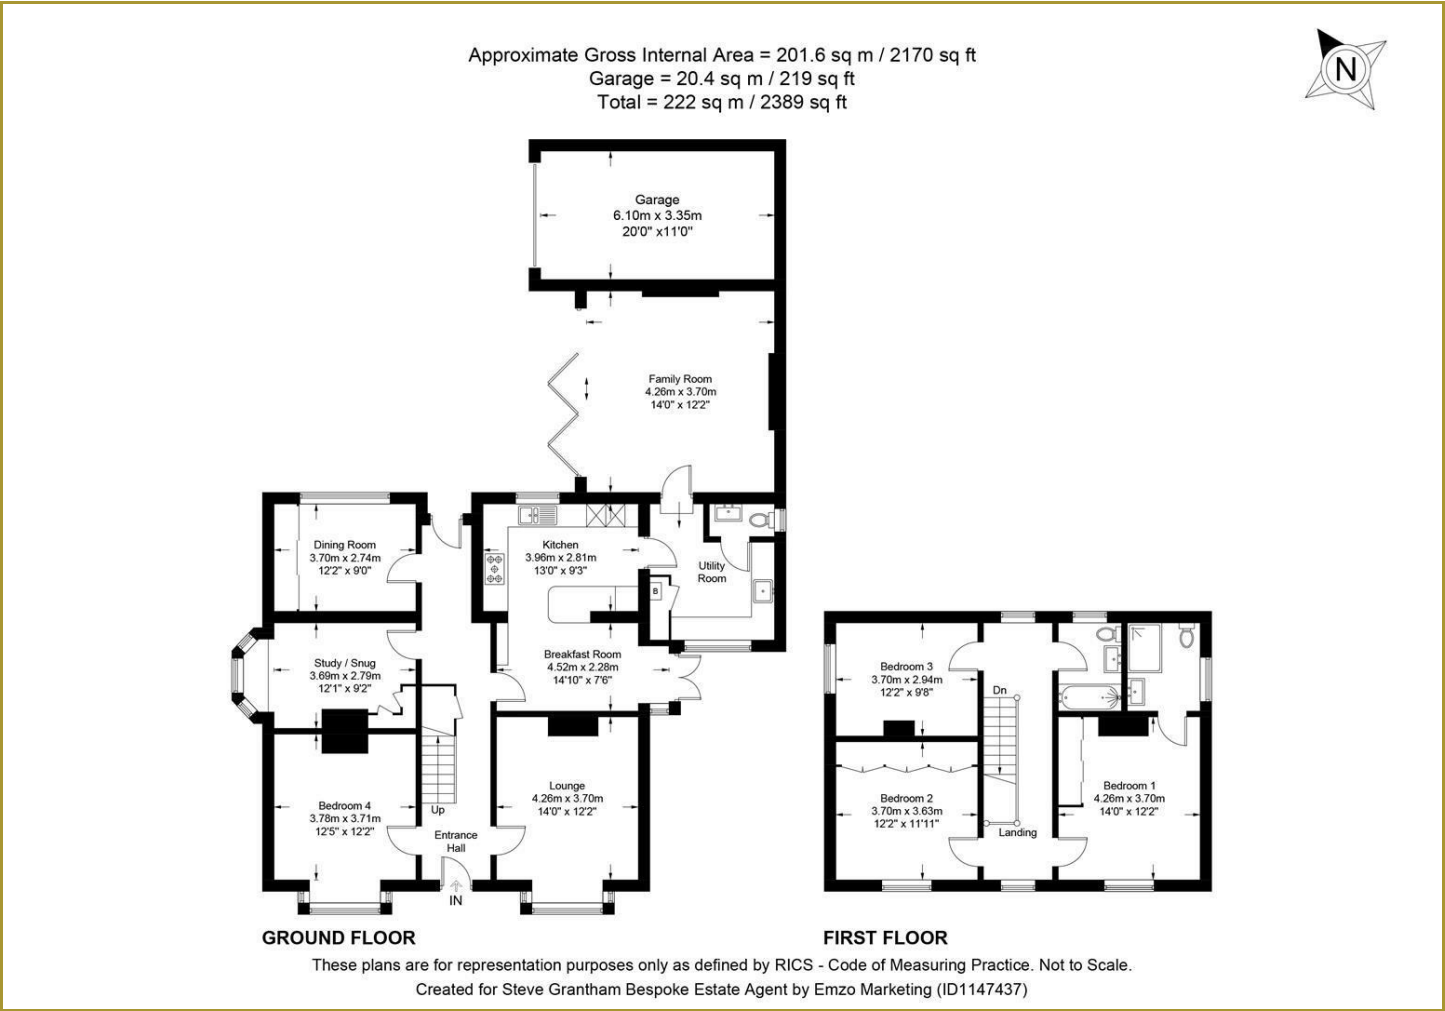 Approximate Gross Internal Area = 201.6 sq m / 2170 sq ft
Garage = 20.4 sq m / 219 sq ft
Total = 222 sq m / 2389 sq ft
N
Garage
6.10m x 3.35m
20'0" x11'0"
Family Room
4.26m x 3.70m
14'0" x 12'2"
Dining Room
3.70m x 2.74m
12'2" x 9'0"
Kitchen
3.96m x 2.81m
13'0" x 9'3"
Utility
Room
B
Study / Snug
3.69m x 2.79m
12'1" x 9'2"
Breakfast Room
4.52m x 2.28m
14'10" x 7'6"
Bedroom 4
3.78m x 3.71m
12'5" x 12'2"
Up
Entrance
Hall
IN
Lounge
4.26m x 3.70m
14'0" x 12'2"
Bedroom 3
3.70m x 2.94m
12'2" x 9'8"
Dn
Bedroom 2
3.70m x 3.63m
12'2" x 11'11"
Landing
Bedroom 1
4.26m x 3.70m
14'0" x 12'2"
GROUND FLOOR
FIRST FLOOR
These plans are for representation purposes only as defined by RICS - Code of Measuring Practice. Not to Scale.
Created for Steve Grantham Bespoke Estate Agent by Emzo Marketing (ID1147437)